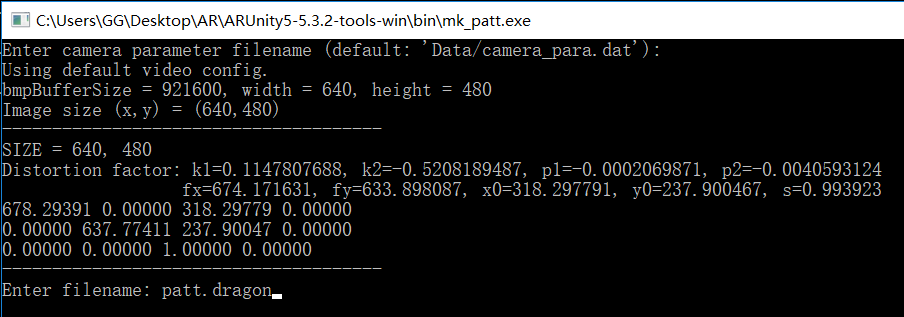 C:\Users\GG\Desktop\AR\ARUnity5-5.3.2-tools-win\bin\mk_patt.exe
Enter camera parameter filename (default: 'Data/camera_para.dat'):
Using default video config.
bmpBufferSize = 921600, width = 640, height = 480
Image size (x,y) = (640,480)
--------------------------------------
SIZE = 640, 480
Distortion factor: k1=0.1147807688, k2=-0.5208189487, p1=-0.0002069871, p2=-0.0040593124
fx=674.171631, fy=633.898087, x0=318.297791, y0=237.900467, s=0.993923
678.29391 0.00000 318.29779 0.00000
0.00000 637.77411 237.90047 0.00000
0.00000 0.00000 1.00000 0.00000
--------------------------------------
Enter filename: patt.dragon